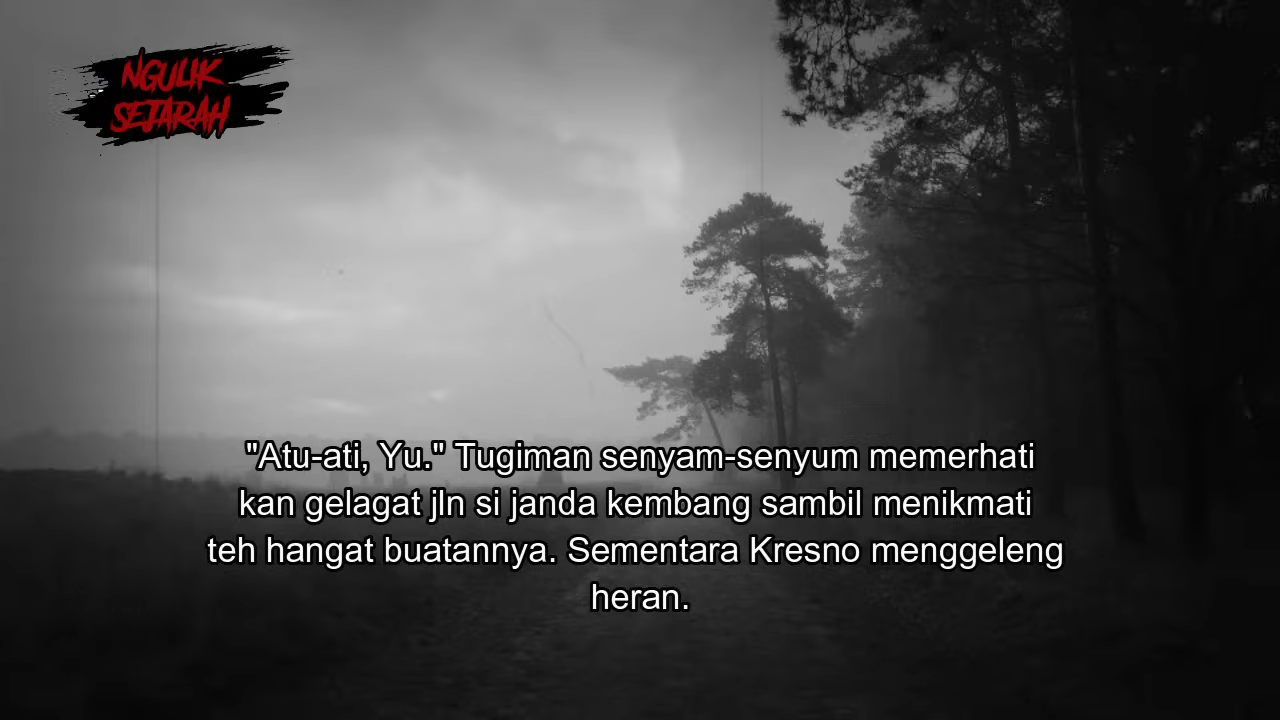 NGULIK
SEJARAH
"Atu-ati, Yu." Tugiman senyam-senyum memerhati
kan gelagat jln si janda kembang sambil menikmati
teh hangat buatannya. Sementara Kresno menggeleng
heran.